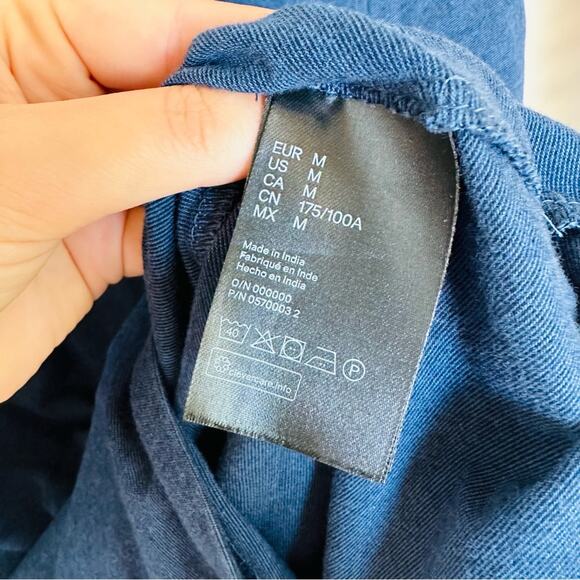 EUR M
US M
CA M
CN 175/100A
MX M
Made in India
Fabriqué en Inde
Hecho en India
O/N 000000
P/N 0570003 2
40 P
clevercare.info